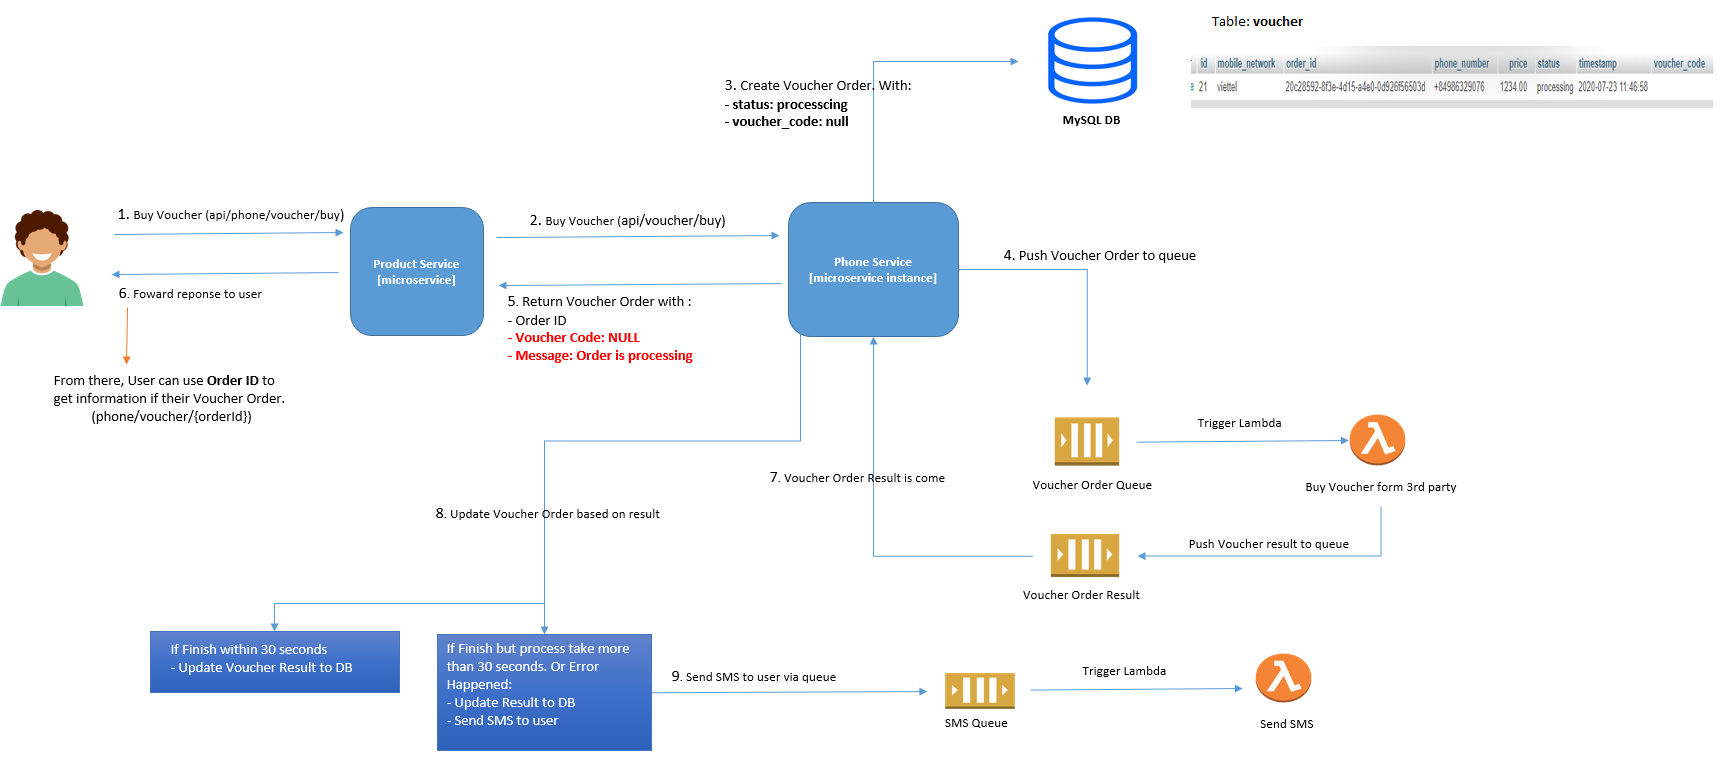 Table: voucher
id mobile_network order_id phone_number price status timestamp voucher_code
e 21 viettel 20c28592-8f3e-4d15-a4e0-0d926f56503d +84986329076 1234.00 processing 2020-07-23 11:46:58
3. Create Voucher Order. With:
- status: processcing
- voucher_code: null
MySQL DB
1. Buy Voucher (api/phone/voucher/buy)
2. Buy Voucher (api/voucher/buy)
Product Service
[microservice]
Phone Service
[microservice instance]
4. Push Voucher Order to queue
6. Foward reponse to user
5. Return Voucher Order with :
- Order ID
- Voucher Code: NULL
- Message: Order is processing
From there, User can use Order ID to
get information if their Voucher Order.
(phone/voucher/{orderId})
Trigger Lambda
Voucher Order Queue
Buy Voucher form 3rd party
7. Voucher Order Result is come
8. Update Voucher Order based on result
Push Voucher result to queue
Voucher Order Result
If Finish within 30 seconds
- Update Voucher Result to DB
If Finish but process take more
than 30 seconds. Or Error
Happened:
- Update Result to DB
- Send SMS to user
9. Send SMS to user via queue
Trigger Lambda
SMS Queue
Send SMS